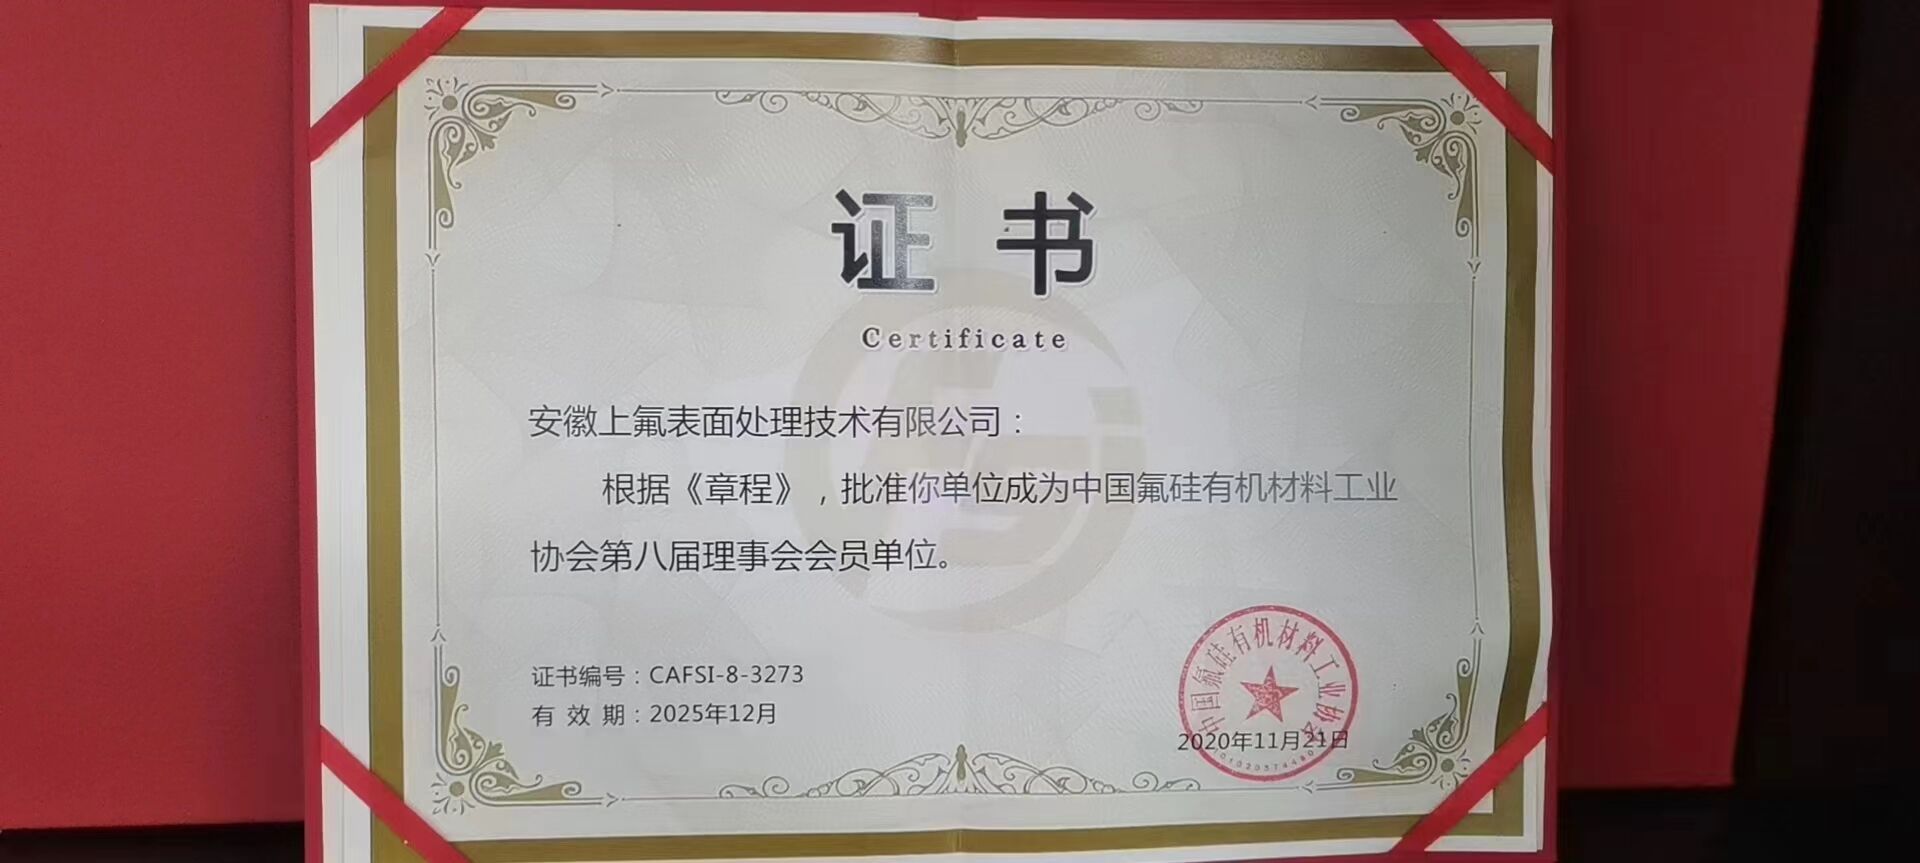 证书
Certificate
安徽上氟表面处理技术有限公司：
根据《章程》，批准你单位成为中国氟硅有机材料工业
协会第八届理事会会员单位。
证书编号：CAFSI-8-3273
有 效 期：2025年12月
中国氟硅有机材料工业协会
2020年11月21日